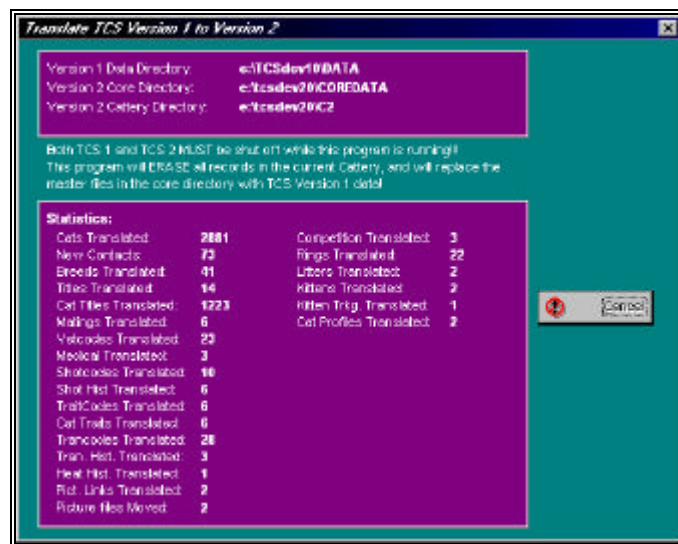 Translate TCS Version 1 to Version 2
Version 1 Data Directory: e:\TCSdev10\DATA
Version 2 Core Directory: e:\tcsdev20\COREDATA
Version 2 Cattery Directory: e:\tcsdev20\C2
Both TCS 1 and TCS 2 MUST be shut off while this program is running!!
This program will ERASE all records in the current Cattery, and will replace the
master files in the core directory with TCS Version 1 data!
Statistics:
Cats Translated: 2881 Competition Translated: 3
New Contacts: 73 Rings Translated: 22
Breeds Translated: 41 Litters Translated: 2
Titles Translated: 14 Kittens Translated: 2
Cat Titles Translated: 1223 Kitten Trkg. Translated: 1
Mailings Translated: 6 Cat Profiles Translated: 2
Vetcodes Translated: 23
Medical Translated: 3
Shotcodes Translated: 10
Shot Hist Translated: 6
TraitCodes Translated: 6
Cat Traits Translated: 6
Trancodes Translated: 28
Tran. Hist. Translated: 3
Heat Hist. Translated: 1
Pict. Links Translated: 2
Picture files Moved: 2
Cancel